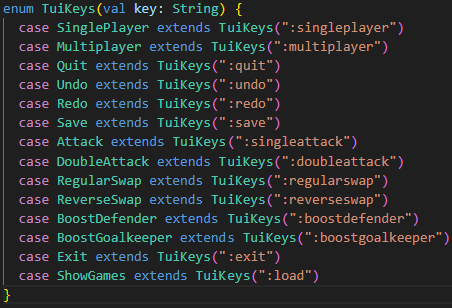 enum TuiKeys(val key: String) {
  case SinglePlayer extends TuiKeys(":singleplayer")
  case Multiplayer extends TuiKeys(":multiplayer")
  case Quit extends TuiKeys(":quit")
  case Undo extends TuiKeys(":undo")
  case Redo extends TuiKeys(":redo")
  case Save extends TuiKeys(":save")
  case Attack extends TuiKeys(":singleattack")
  case DoubleAttack extends TuiKeys(":doubleattack")
  case RegularSwap extends TuiKeys(":regularswap")
  case ReverseSwap extends TuiKeys(":reverseswap")
  case BoostDefender extends TuiKeys(":boostdefender")
  case BoostGoalkeeper extends TuiKeys(":boostgoalkeeper")
  case Exit extends TuiKeys(":exit")
  case ShowGames extends TuiKeys(":load")
}